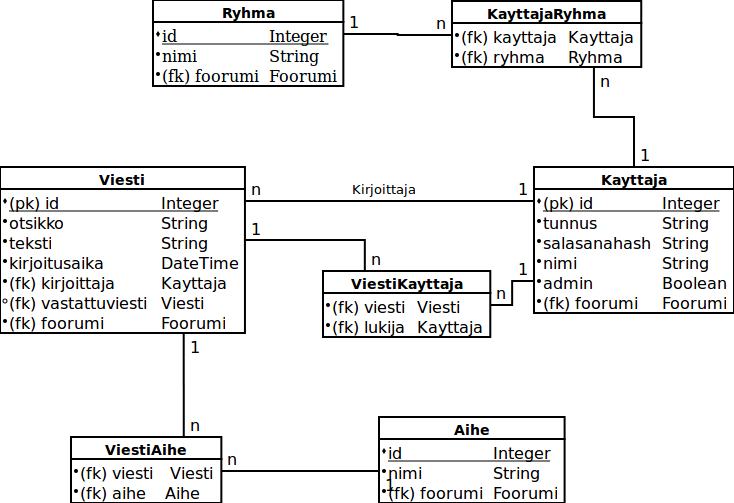 Ryhma
id Integer
nimi String
(fk) foorumi Foorumi
1 n
KayttajaRyhma
(fk) kayttaja Kayttaja
(fk) ryhma Ryhma
n
1
Viesti
(pk) id Integer
otsikko String
teksti String
kirjoitusaika DateTime
(fk) kirjoittaja Kayttaja
(fk) vastattuviesti Viesti
(fk) foorumi Foorumi
n Kirjoittaja 1
Kayttaja
(pk) id Integer
tunnus String
salasanahash String
nimi String
admin Boolean
(fk) foorumi Foorumi
1
n
ViestiKayttaja
(fk) viesti Viesti
(fk) lukija Kayttaja
n 1
1
n
ViestiAihe
(fk) viesti Viesti
(fk) aihe Aihe
n
1
Aihe
id Integer
nimi String
(fk) foorumi Foorumi